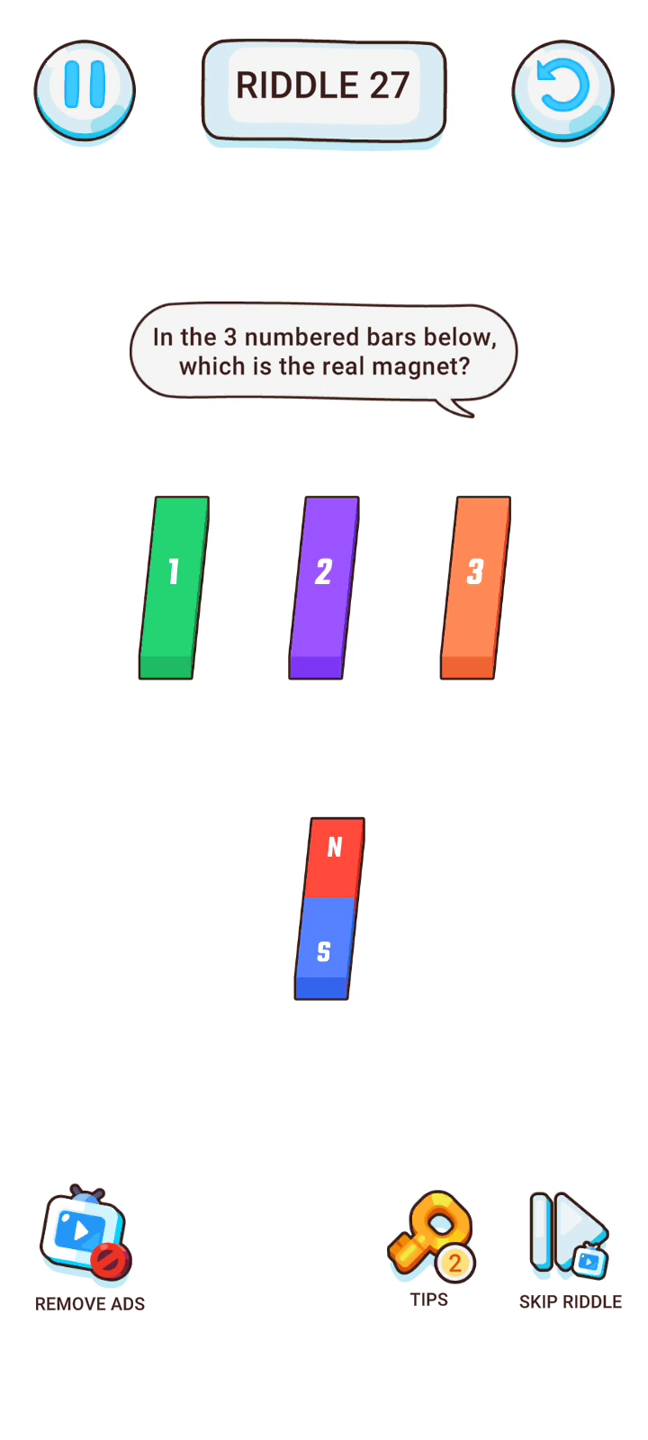 RIDDLE 27
In the 3 numbered bars below,
which is the real magnet?
1 2 3
N
S
2
REMOVE ADS TIPS SKIP RIDDLE